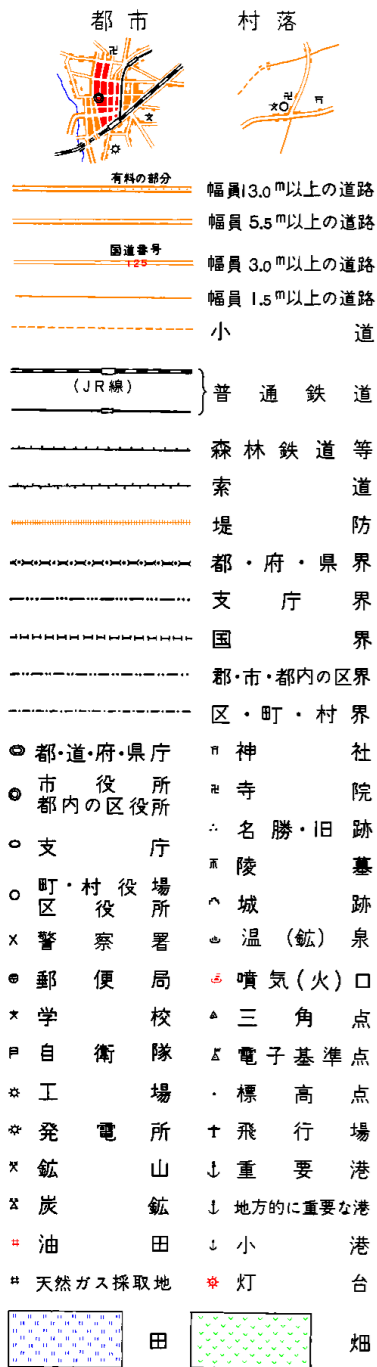 都市 村落
有料の部分
幅員13.0m以上の道路
幅員 5.5m以上の道路
国道番号
125
幅員 3.0m以上の道路
幅員 1.5m以上の道路
小道
(JR線)
普通鉄道
森林鉄道等
索道
堤防
都・府・県界
支庁界
国界
郡・市・都内の区界
区・町・村界
都・道・府・県庁
市役所
都内の区役所
支庁
町・村役場
区役所
警察署
郵便局
学校
自衛隊
工場
発電所
鉱山
炭鉱
油田
天然ガス採取地
田
神社
寺院
名勝・旧跡
陵墓
城跡
温(鉱)泉
噴気(火)口
三角点
電子基準点
標高点
飛行場
重要港
地方的に重要な港
小港
灯台
畑